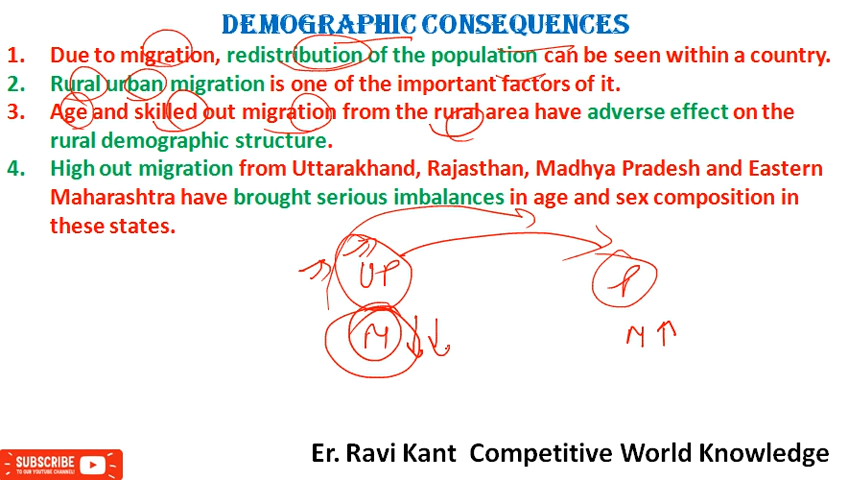 DEMOGRAPHIC CONSEQUENCES
1. Due to migration, redistribution of the population can be seen within a country.
2. Rural urban migration is one of the important factors of it.
3. Age and skilled out migration from the rural area have adverse effect on the
rural demographic structure.
4. High out migration from Uttarakhand, Rajasthan, Madhya Pradesh and Eastern
Maharashtra have brought serious imbalances in age and sex composition in
these states.
UP
P
M
M ↑
Er. Ravi Kant Competitive World Knowledge
SUBSCRIBE
TO OUR YOUTUBE CHANNEL!